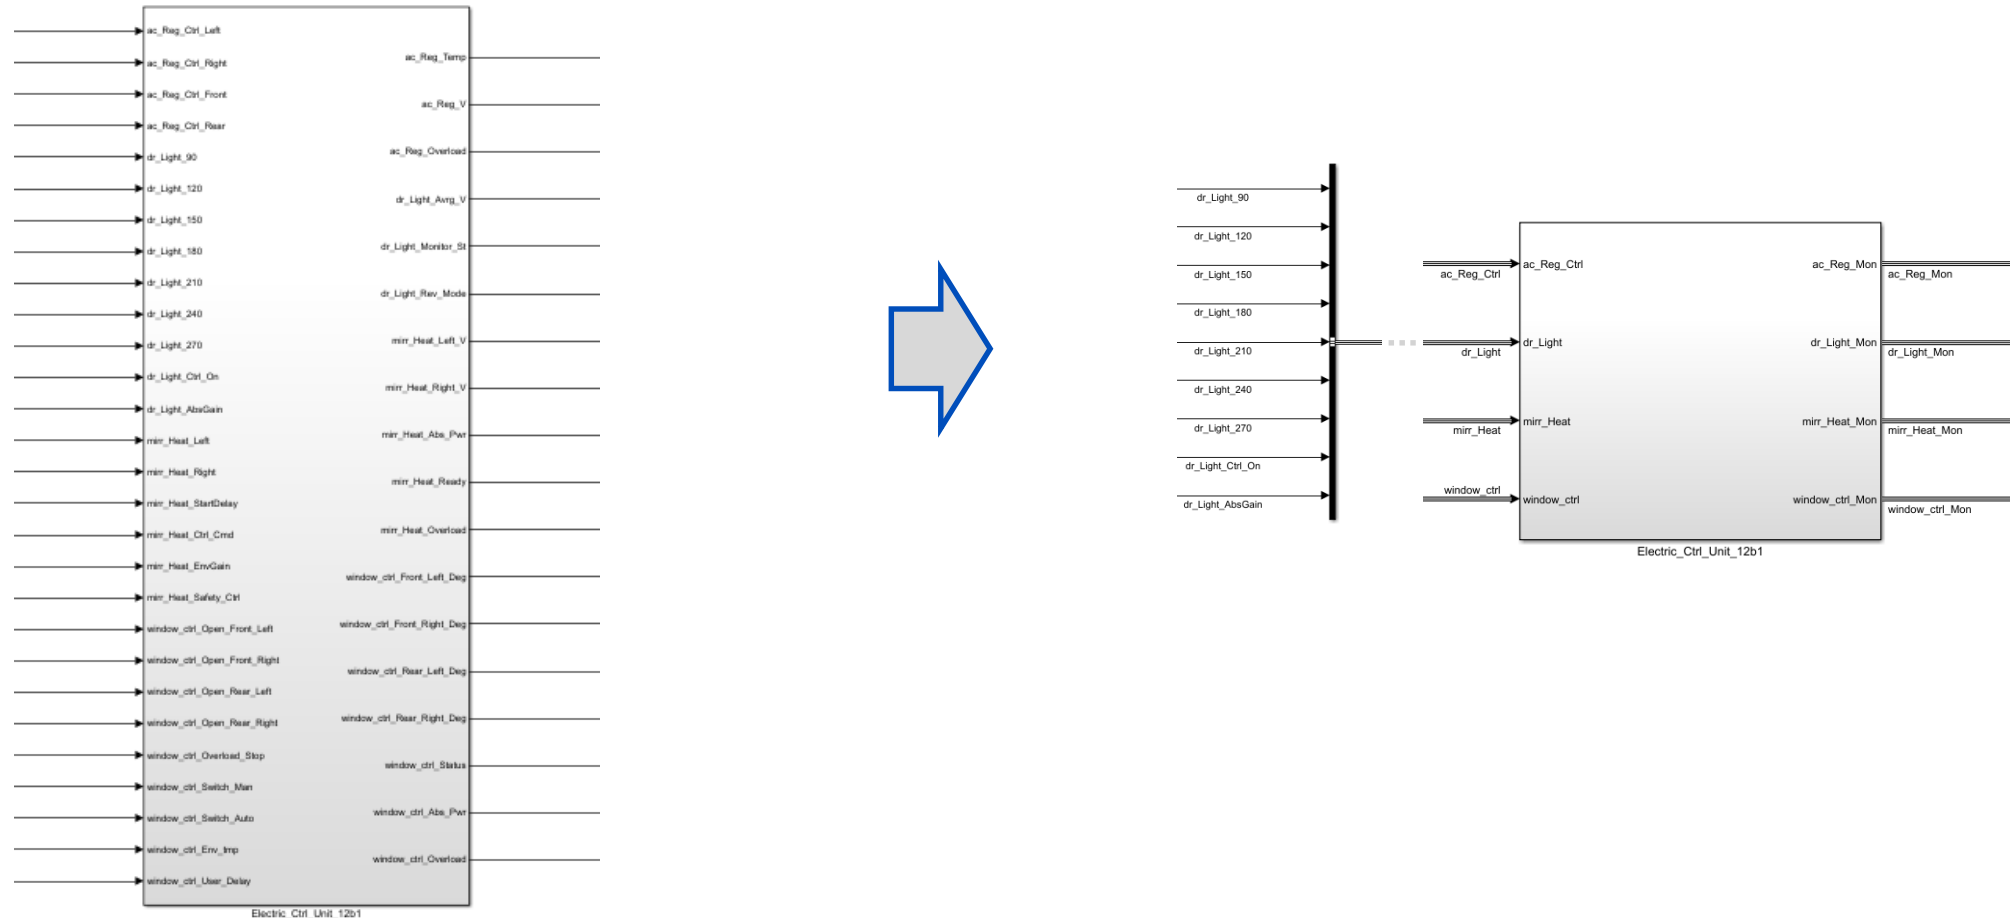 ac_Reg_Ctrl_Left
ac_Reg_Ctrl_Right
ac_Reg_Ctrl_Front
ac_Reg_Ctrl_Rear
dr_Light_90
dr_Light_120
dr_Light_150
dr_Light_180
dr_Light_210
dr_Light_240
dr_Light_270
dr_Light_Ctrl_On
dr_Light_AbsGain
mirr_Heat_Left
mirr_Heat_Right
mirr_Heat_StartDelay
mirr_Heat_Ctrl_Cmd
mirr_Heat_EnvGain
mirr_Heat_Safety_Ctrl
window_ctrl_Open_Front_Left
window_ctrl_Open_Front_Right
window_ctrl_Open_Rear_Left
window_ctrl_Open_Rear_Right
window_ctrl_Overload_Stop
window_ctrl_Switch_Man
window_ctrl_Switch_Auto
window_ctrl_Env_tmp
window_ctrl_User_Delay
ac_Reg_Temp
ac_Reg_V
ac_Reg_Overload
dr_Light_Avrg_V
dr_Light_Monitor_St
dr_Light_Rev_Mode
mirr_Heat_Left_V
mirr_Heat_Right_V
mirr_Heat_Abs_Pwr
mirr_Heat_Ready
mirr_Heat_Overload
window_ctrl_Front_Left_Deg
window_ctrl_Front_Right_Deg
window_ctrl_Rear_Left_Deg
window_ctrl_Rear_Right_Deg
window_ctrl_Status
window_ctrl_Abs_Pwr
window_ctrl_Overload
Electric_Ctrl_Unit_12b1
dr_Light_90
dr_Light_120
dr_Light_150
dr_Light_180
dr_Light_210
dr_Light_240
dr_Light_270
dr_Light_Ctrl_On
dr_Light_AbsGain
ac_Reg_Ctrl
dr_Light
mirr_Heat
window_ctrl
ac_Reg_Ctrl
dr_Light
mirr_Heat
window_ctrl
ac_Reg_Mon
dr_Light_Mon
mirr_Heat_Mon
window_ctrl_Mon
ac_Reg_Mon
dr_Light_Mon
mirr_Heat_Mon
window_ctrl_Mon
Electric_Ctrl_Unit_12b1